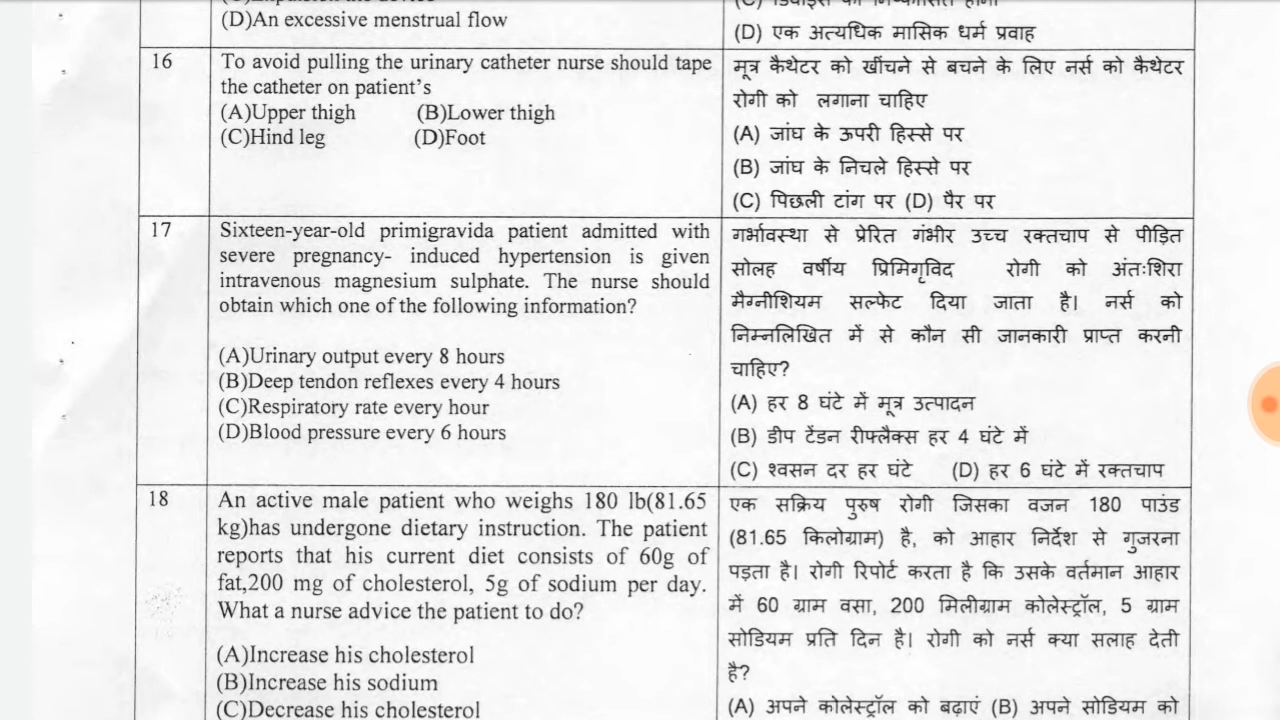 (D)An excessive menstrual flow
(D) एक अत्यधिक मासिक धर्म प्रवाह
16
To avoid pulling the urinary catheter nurse should tape
the catheter on patient's
(A)Upper thigh (B)Lower thigh
(C)Hind leg (D)Foot
मूत्र कैथेटर को खींचने से बचने के लिए नर्स को कैथेटर
रोगी को लगाना चाहिए
(A) जांघ के ऊपरी हिस्से पर
(B) जांघ के निचले हिस्से पर
(C) पिछली टांग पर (D) पैर पर
17
Sixteen-year-old primigravida patient admitted with
severe pregnancy- induced hypertension is given
intravenous magnesium sulphate. The nurse should
obtain which one of the following information?
(A)Urinary output every 8 hours
(B)Deep tendon reflexes every 4 hours
(C)Respiratory rate every hour
(D)Blood pressure every 6 hours
गर्भावस्था से प्रेरित गंभीर उच्च रक्तचाप से पीड़ित
सोलह वर्षीय प्रिमिगृविद रोगी को अंतःशिरा
मैग्नीशियम सल्फेट दिया जाता है। नर्स को
निम्नलिखित में से कौन सी जानकारी प्राप्त करनी
चाहिए?
(A) हर 8 घंटे में मूत्र उत्पादन
(B) डीप टेंडन रीफ्लैक्स हर 4 घंटे में
(C) श्वसन दर हर घंटे (D) हर 6 घंटे में रक्तचाप
18
An active male patient who weighs 180 lb(81.65
kg)has undergone dietary instruction. The patient
reports that his current diet consists of 60g of
fat,200 mg of cholesterol, 5g of sodium per day.
What a nurse advice the patient to do?
(A)Increase his cholesterol
(B)Increase his sodium
(C)Decrease his cholesterol
एक सक्रिय पुरुष रोगी जिसका वजन 180 पाउंड
(81.65 किलोग्राम) है, को आहार निर्देश से गुजरना
पड़ता है। रोगी रिपोर्ट करता है कि उसके वर्तमान आहार
में 60 ग्राम वसा, 200 मिलीग्राम कोलेस्ट्रॉल, 5 ग्राम
सोडियम प्रति दिन है। रोगी को नर्स क्या सलाह देती
है?
(A) अपने कोलेस्ट्रॉल को बढ़ाएं (B) अपने सोडियम को